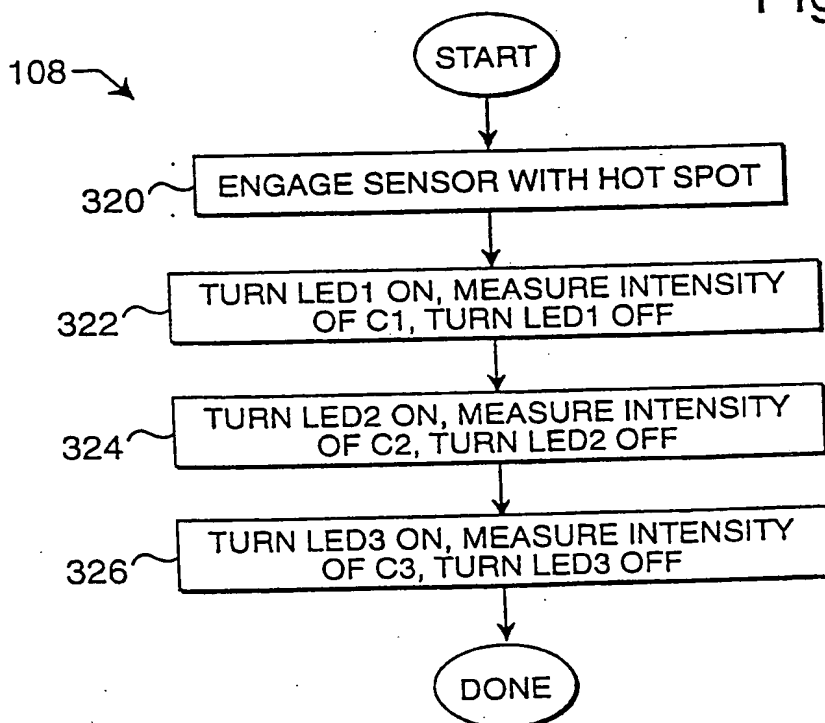 Fig
START
108
ENGAGE SENSOR WITH HOT SPOT
320
TURN LED1 ON, MEASURE INTENSITY
OF C1, TURN LED1 OFF
322
TURN LED2 ON, MEASURE INTENSITY
OF C2, TURN LED2 OFF
324
TURN LED3 ON, MEASURE INTENSITY
OF C3, TURN LED3 OFF
326
DONE